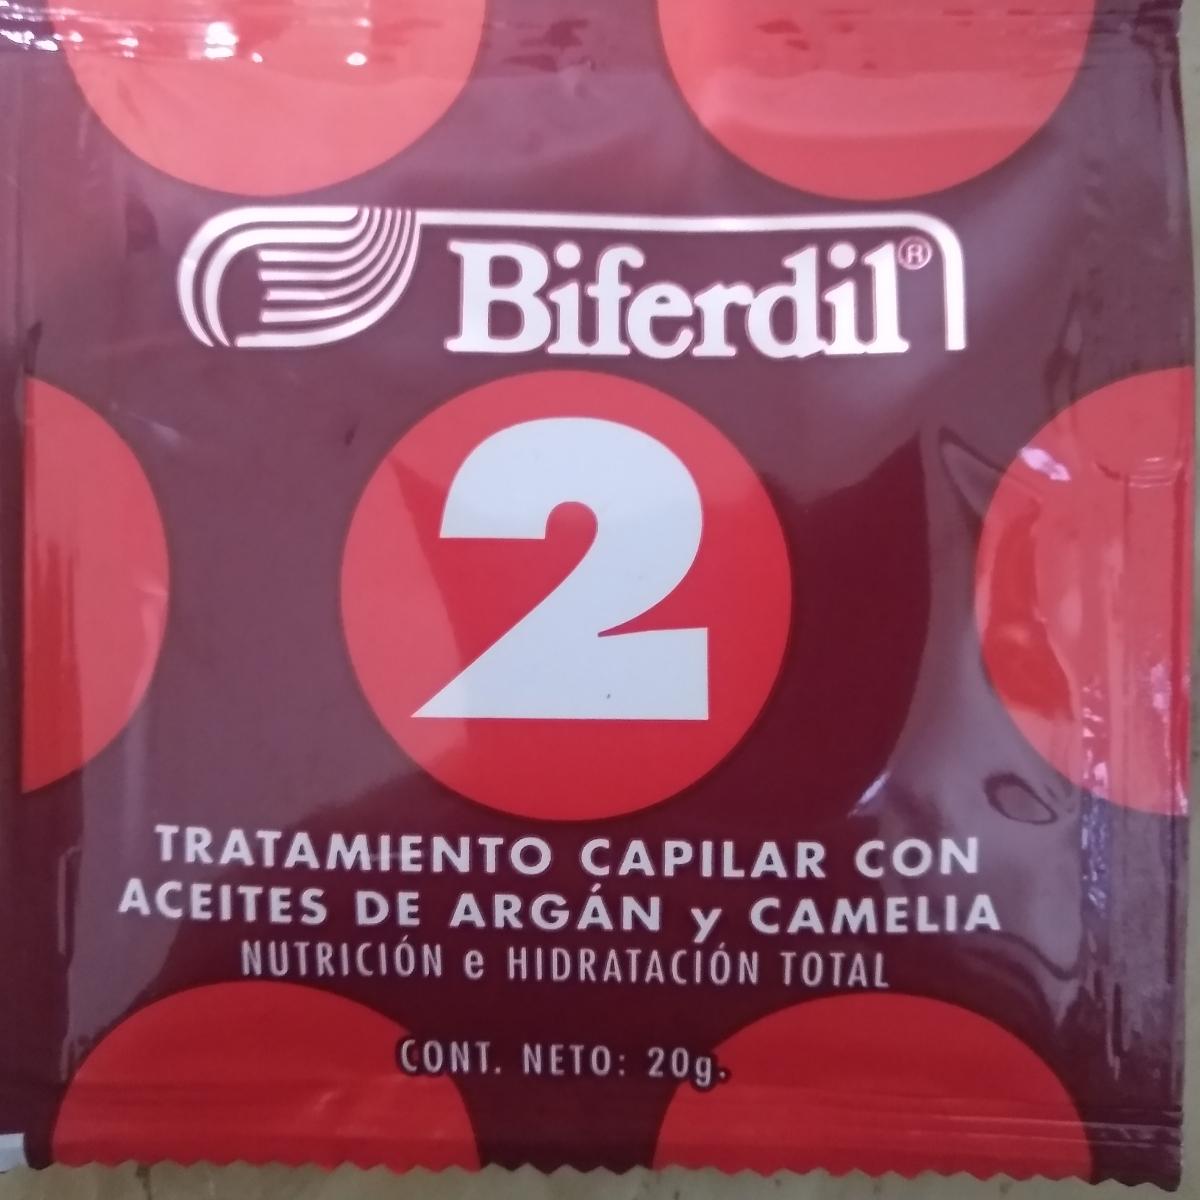 Biferdil®
2
TRATAMIENTO CAPILAR CON
ACEITES DE ARGÁN y CAMELIA
NUTRICIÓN e HIDRATACIÓN TOTAL
CONT. NETO: 20g.